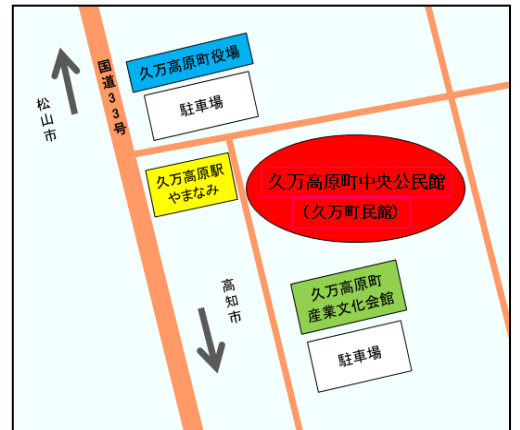 松山市
国道33号
久万高原町役場
駐車場
久万高原駅
やまなみ
久万高原町中央公民館
(久万町民館)
高知市
久万高原町
産業文化会館
駐車場